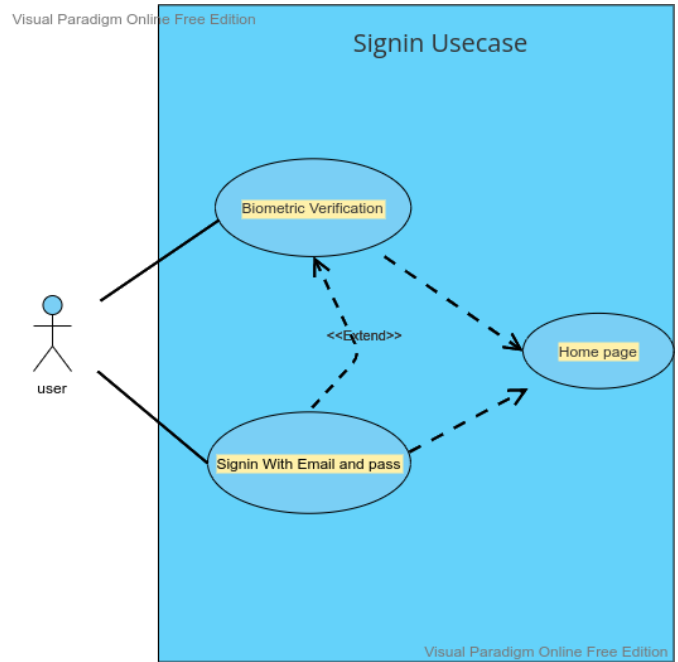 Visual Paradigm Online Free Edition
Signin Usecase
Biometric Verification
<<Extend>>
Home page
user
Signin With Email and pass
Visual Paradigm Online Free Edition